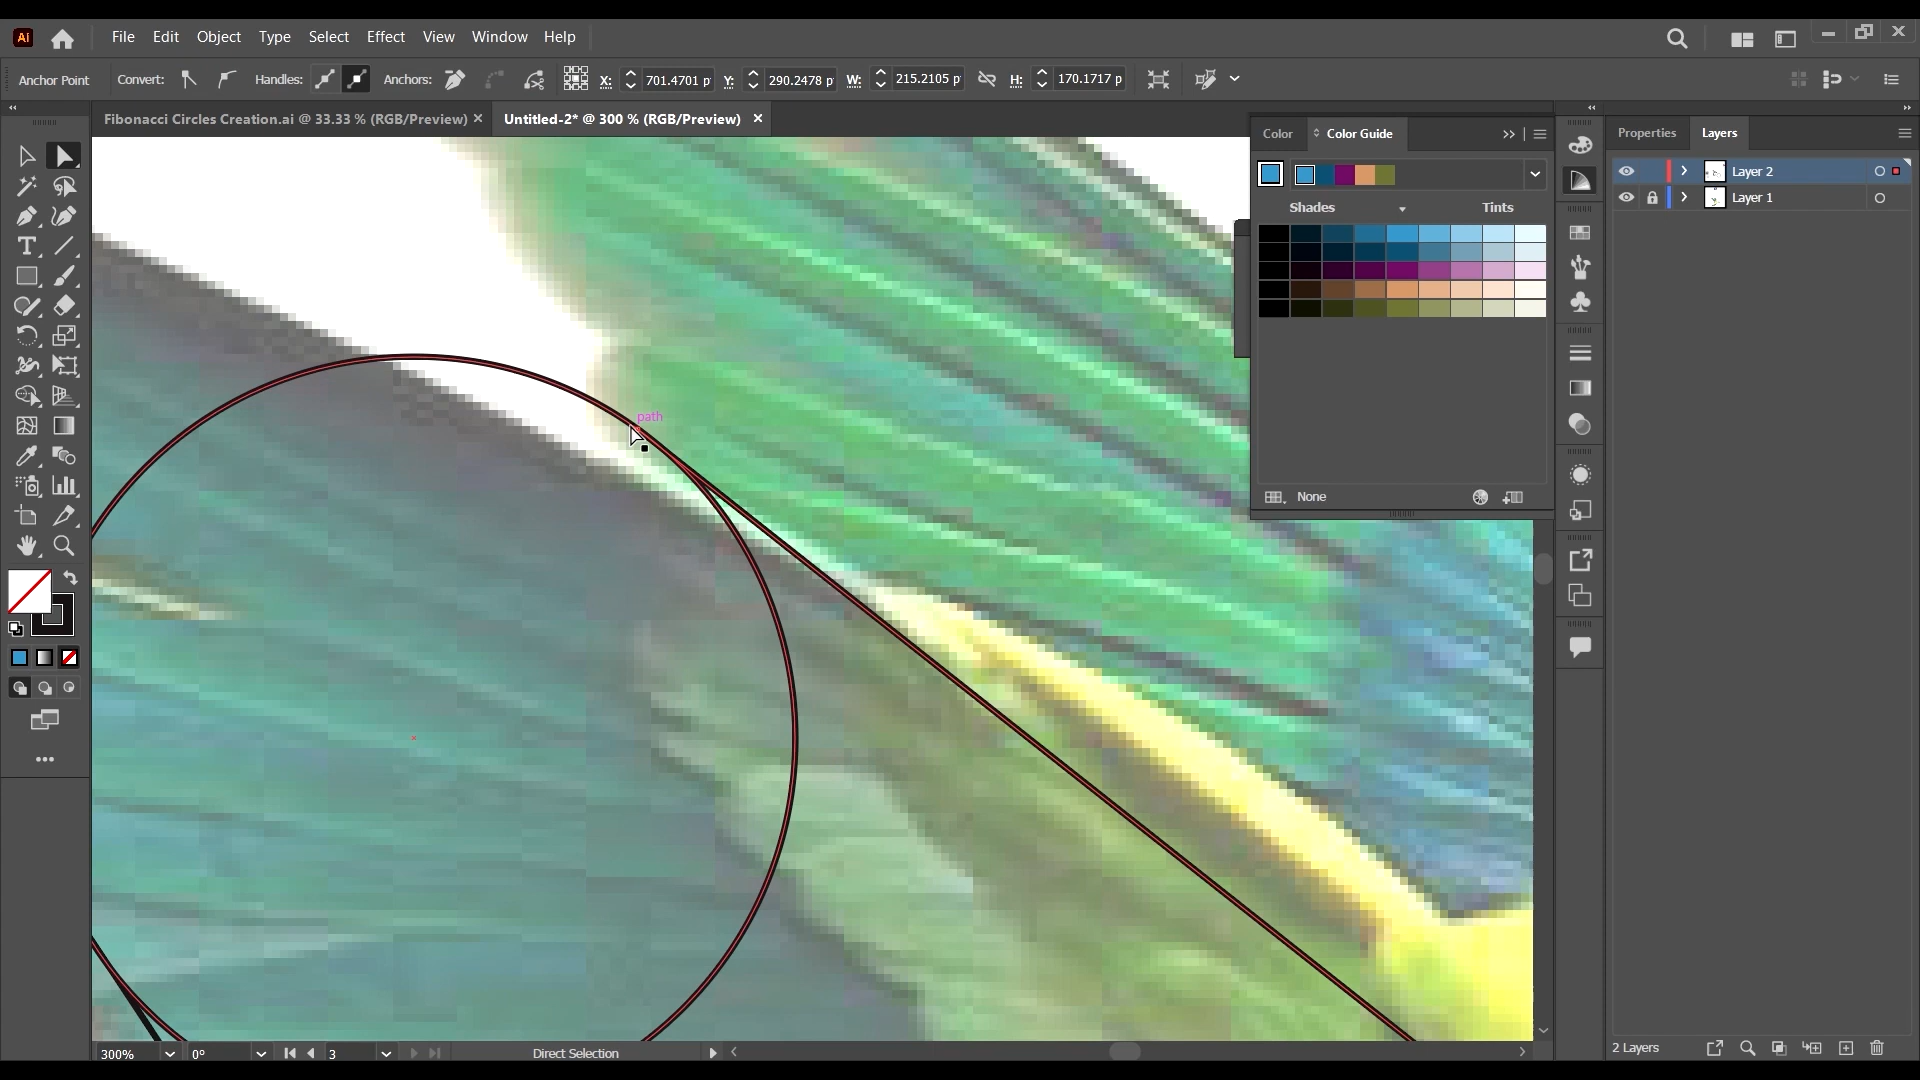 Ai File Edit Object Type Select Effect View Window Help
Anchor Point Convert: Handles: Anchors: X: 701.4701 p Y: 290.2478 p W: 215.2105 p H: 170.1717 p
Fibonacci Circles Creation.ai @ 33.33 % (RGB/Preview) × Untitled-2* @ 300 % (RGB/Preview) ×
Color Color Guide
Properties Layers
Layer 2
Layer 1
Shades Tints
path
None
300% 0° 3 Direct Selection
2 Layers